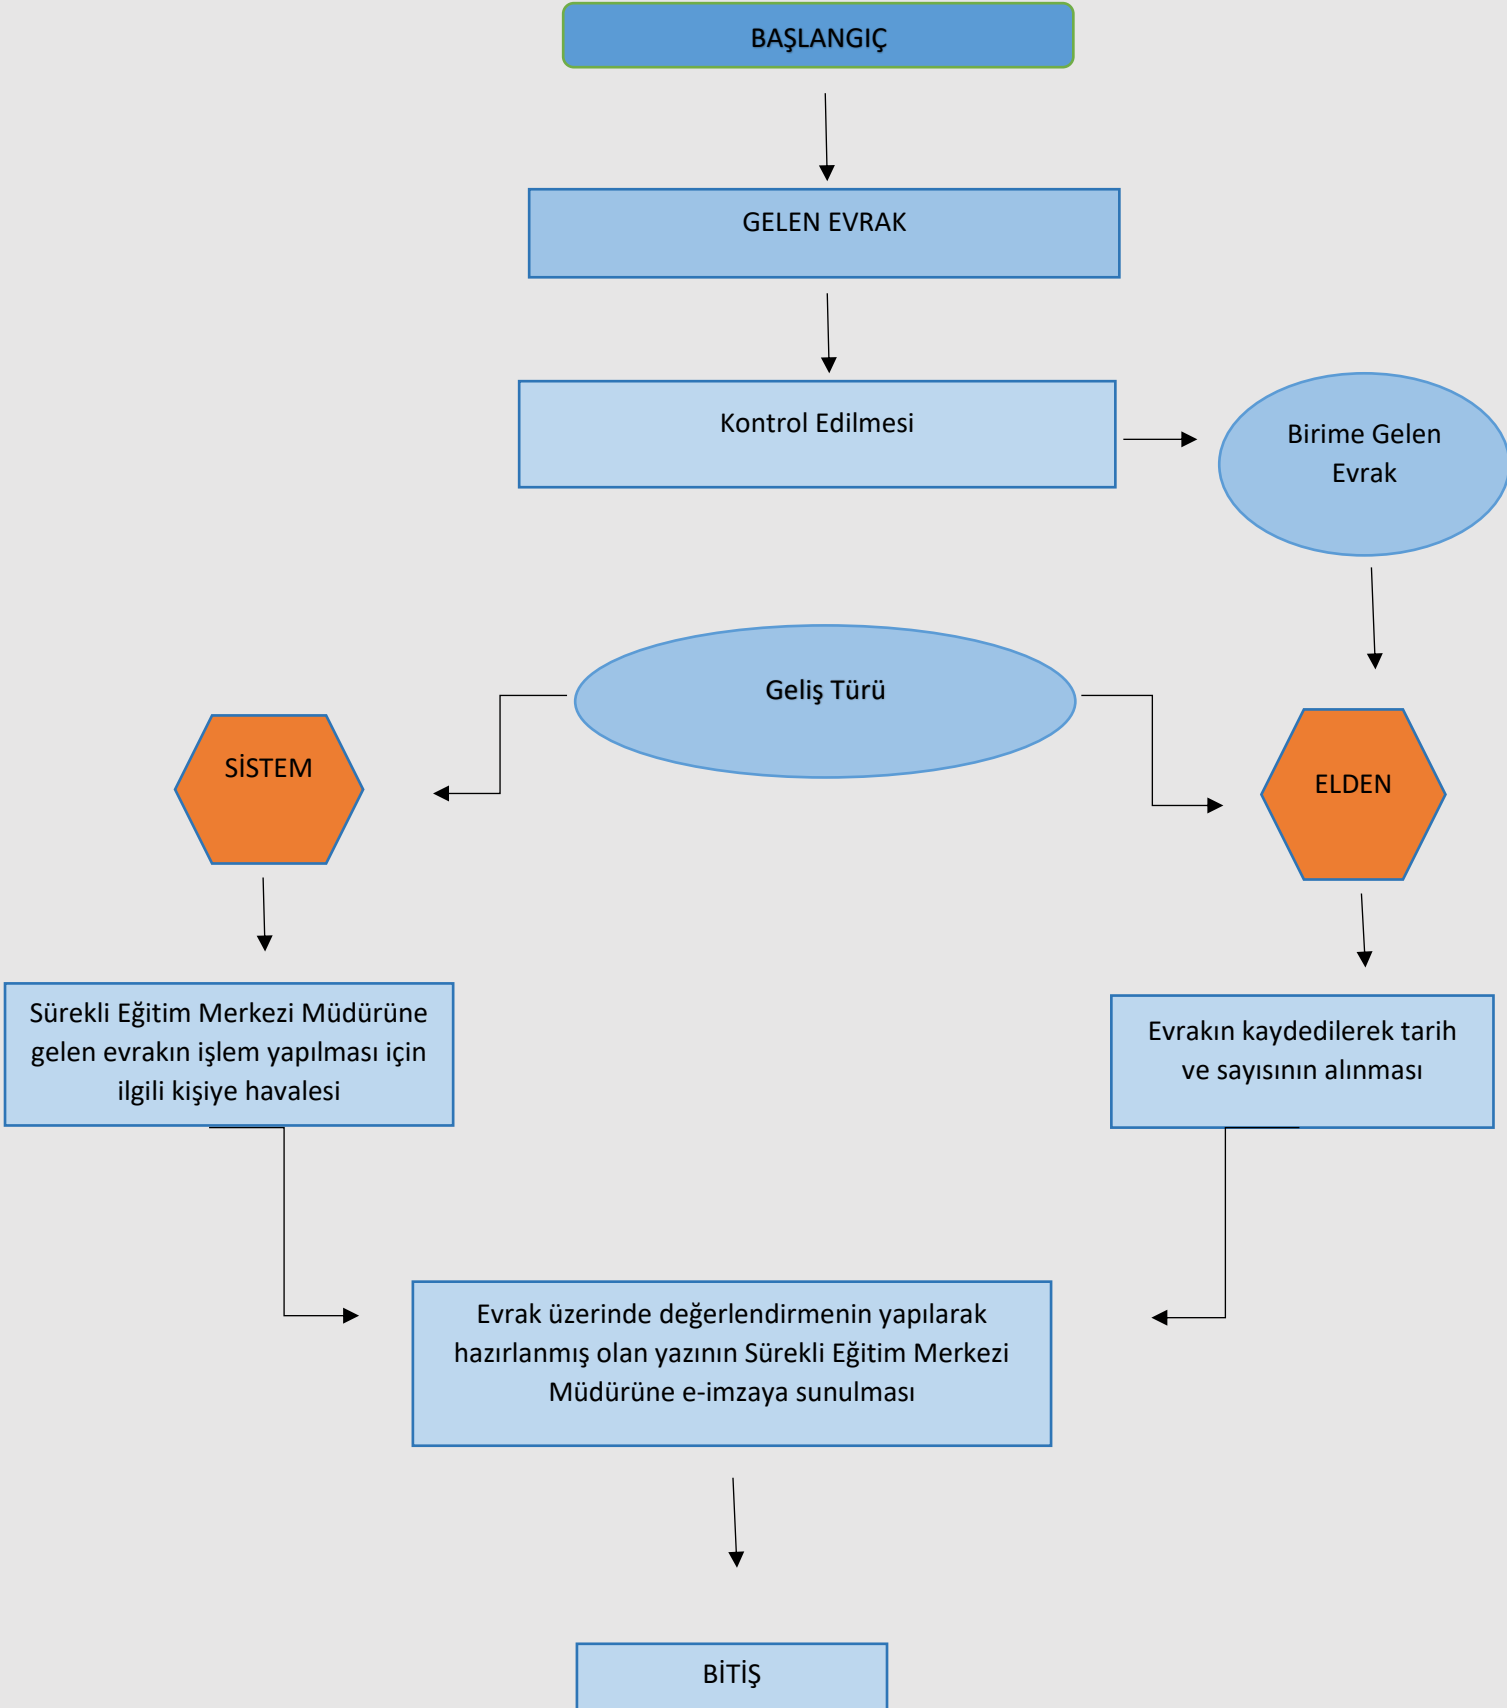 BAŞLANGIÇ
GELEN EVRAK
Kontrol Edilmesi
Birime Gelen
Evrak
Geliş Türü
SİSTEM
ELDEN
Sürekli Eğitim Merkezi Müdürüne
gelen evrakın işlem yapılması için
ilgili kişiye havalesi
Evrakın kaydedilerek tarih
ve sayısının alınması
Evrak üzerinde değerlendirmenin yapılarak
hazırlanmış olan yazının Sürekli Eğitim Merkezi
Müdürüne e-imzaya sunulması
BİTİŞ